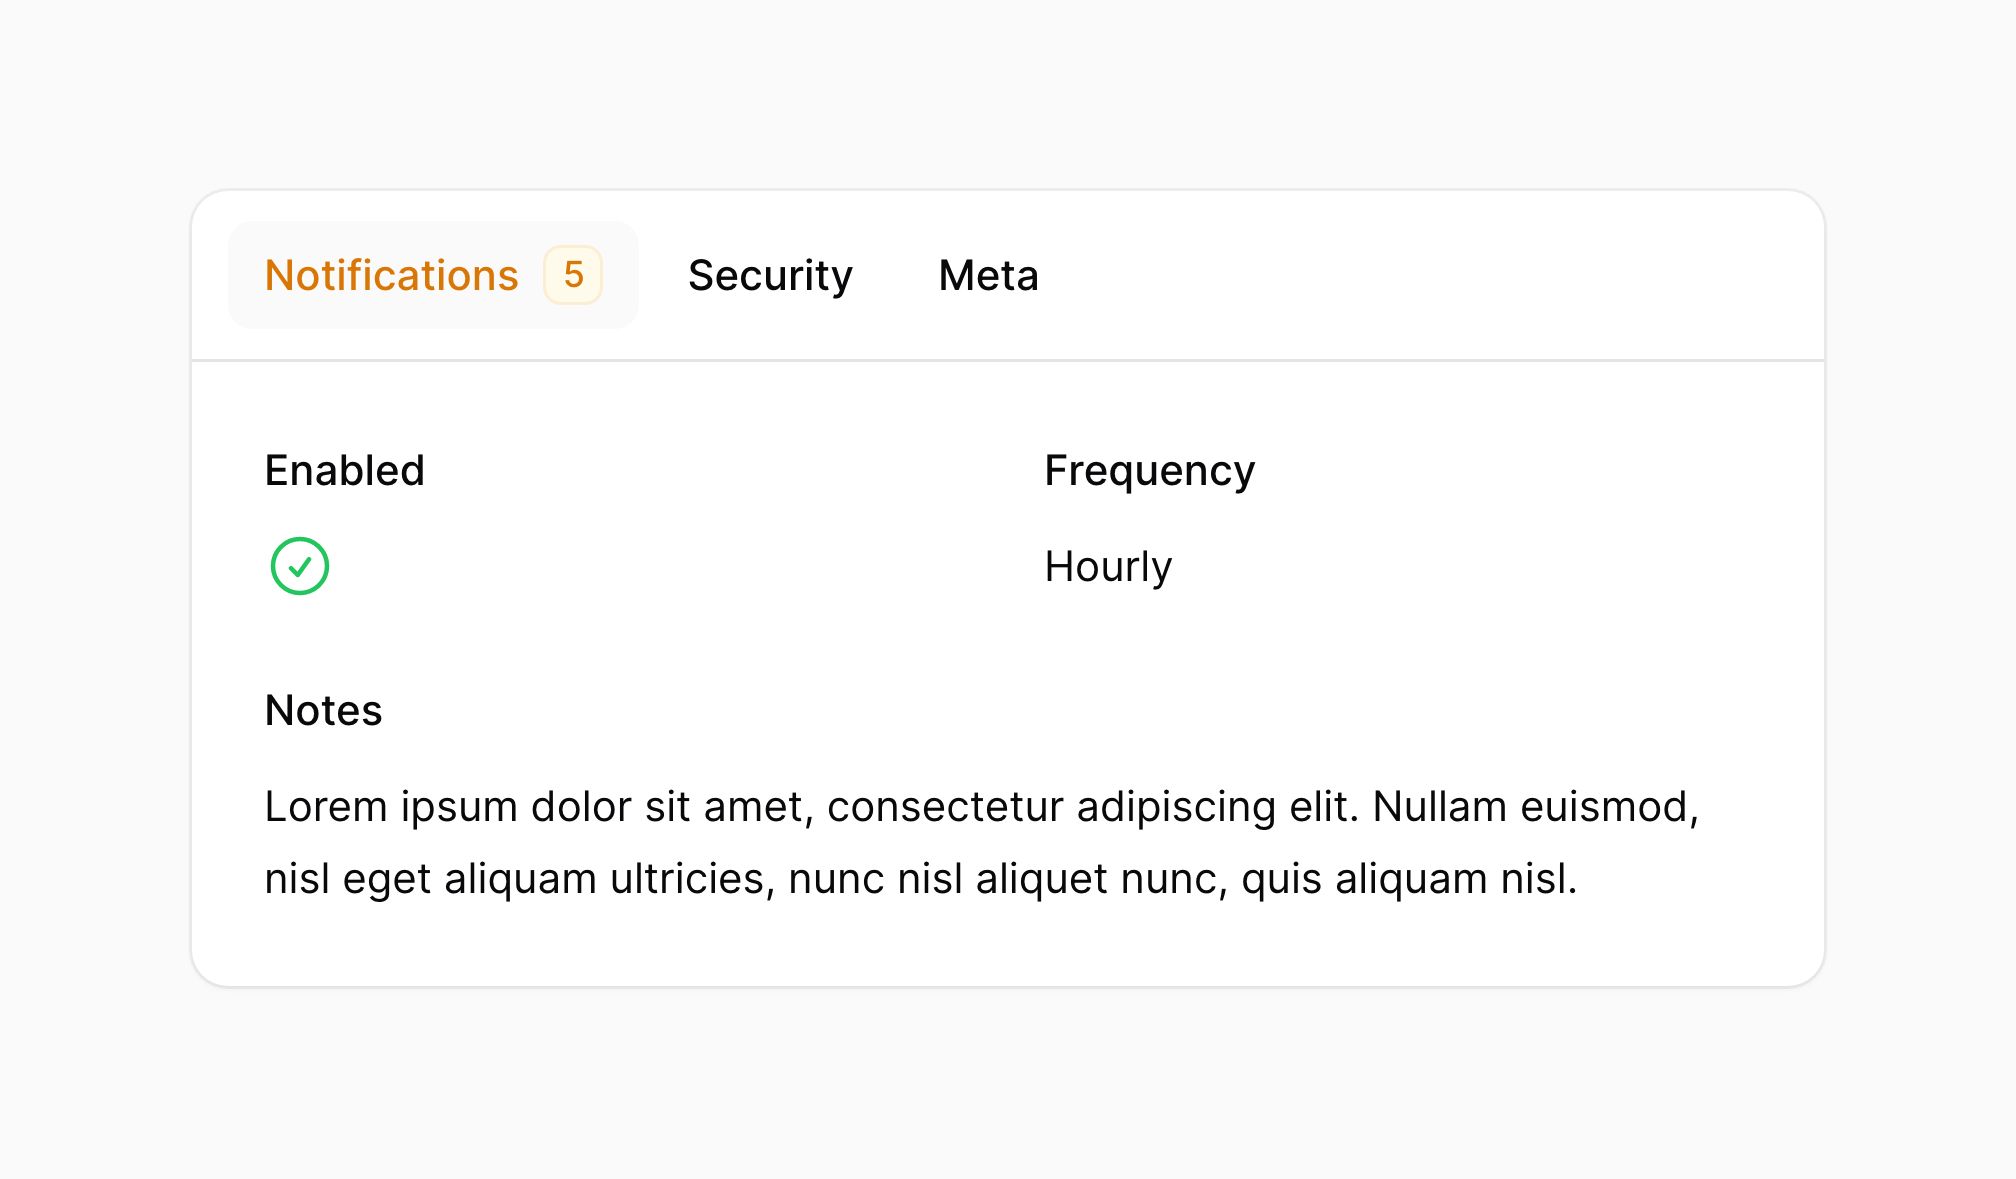 Notifications 5 Security Meta
Enabled Frequency
Hourly
Notes
Lorem ipsum dolor sit amet, consectetur adipiscing elit. Nullam euismod,
nisl eget aliquam ultricies, nunc nisl aliquet nunc, quis aliquam nisl.